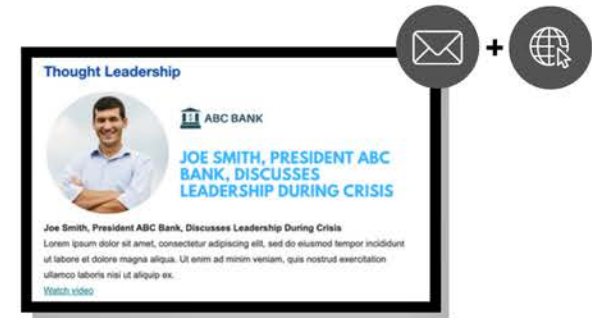 Thought Leadership
+
ABC BANK
JOE SMITH, PRESIDENT ABC
BANK, DISCUSSES
LEADERSHIP DURING CRISIS
Joe Smith, President ABC Bank, Discusses Leadership During Crisis
Lorem ipsum dolor sit amet, consectetur adipiscing elit, sed do eiusmod tempor incididunt
ut labore et dolore magna aliqua. Ut enim ad minim veniam, quis nostrud exercitation
ullamco laboris nisi ut aliquip ex.
Watch video